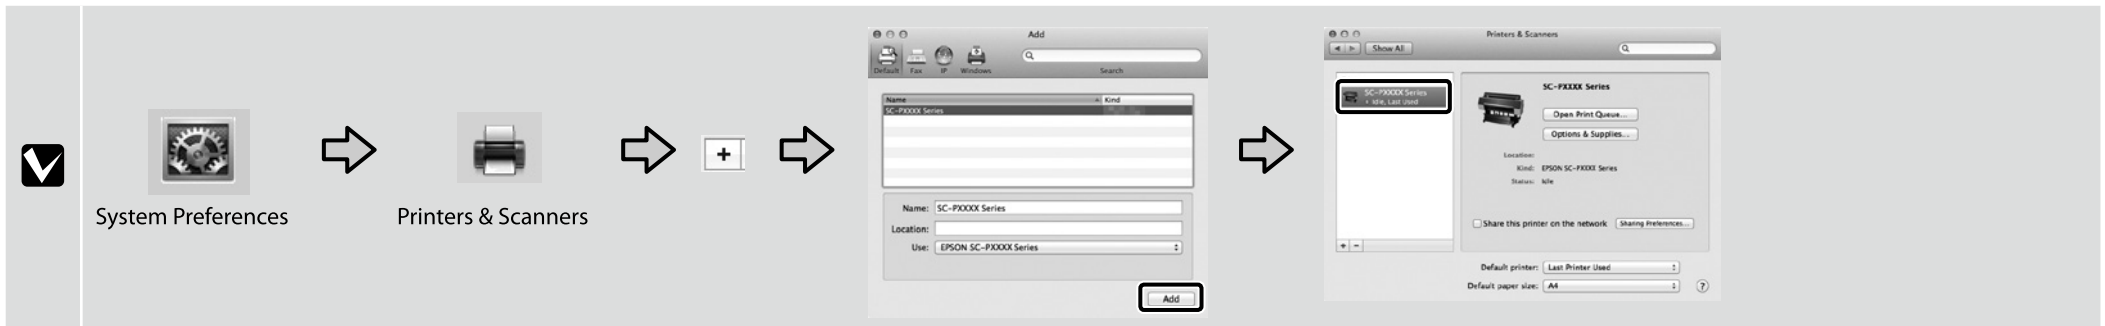 System Preferences
Printers & Scanners
+
Add
Default Fax IP Windows
Search
Name Kind
SC-PXXXX Series
Name: SC-PXXXX Series
Location:
Use: EPSON SC-PXXXX Series
Add
Printers & Scanners
Show All
SC-PXXXX Series
• Idle, Last Used
SC-PXXXX Series
Open Print Queue...
Options & Supplies...
Location:
Kind: EPSON SC-PXXXX Series
Status: Idle
Share this printer on the network Sharing Preferences...
+ −
Default printer: Last Printer Used
Default paper size: A4 ?